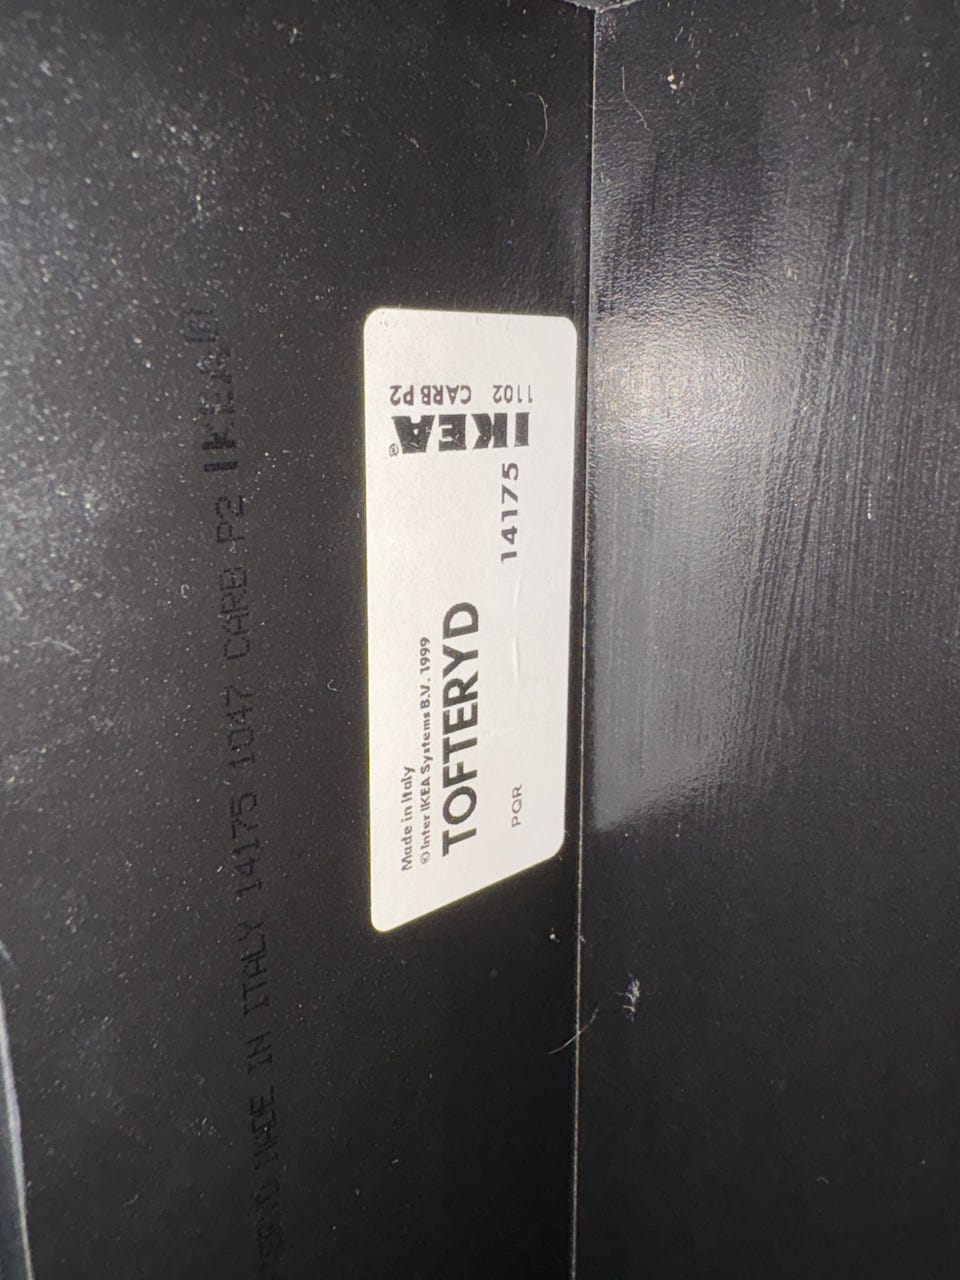 Made in Italy
© Inter IKEA Systems B.V. 1999
TOFTERYD
PQR
14175
IKEA®
1102 CARB P2
MADE IN ITALY 14175 1047 CARB P2 IKEA